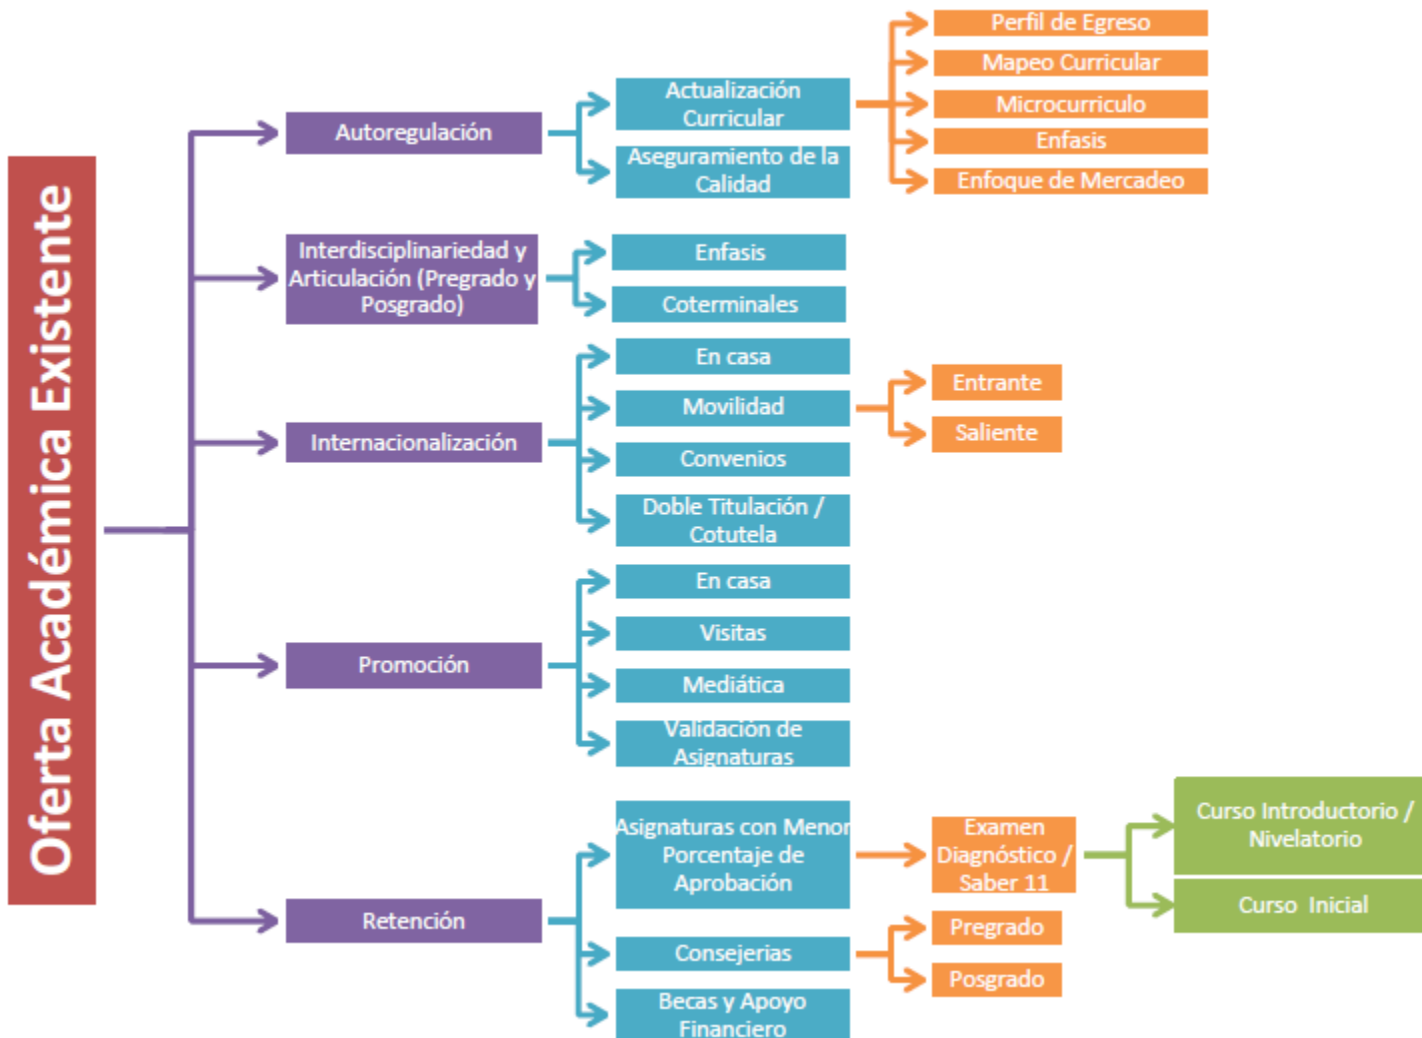 Oferta Académica Existente
Autoregulación
Actualización
Curricular
Perfil de Egreso
Mapeo Curricular
Microcurriculo
Enfasis
Enfoque de Mercadeo
Aseguramiento de la
Calidad
Interdisciplinariedad y
Articulación (Pregrado y
Posgrado)
Enfasis
Coterminales
Internacionalización
En casa
Movilidad
Entrante
Saliente
Convenios
Doble Titulación /
Cotutela
Promoción
En casa
Visitas
Mediática
Validación de
Asignaturas
Retención
Asignaturas con Menor
Porcentaje de
Aprobación
Examen
Diagnóstico /
Saber 11
Curso Introductorio /
Nivelatorio
Curso Inicial
Consejerias
Pregrado
Posgrado
Becas y Apoyo
Financiero